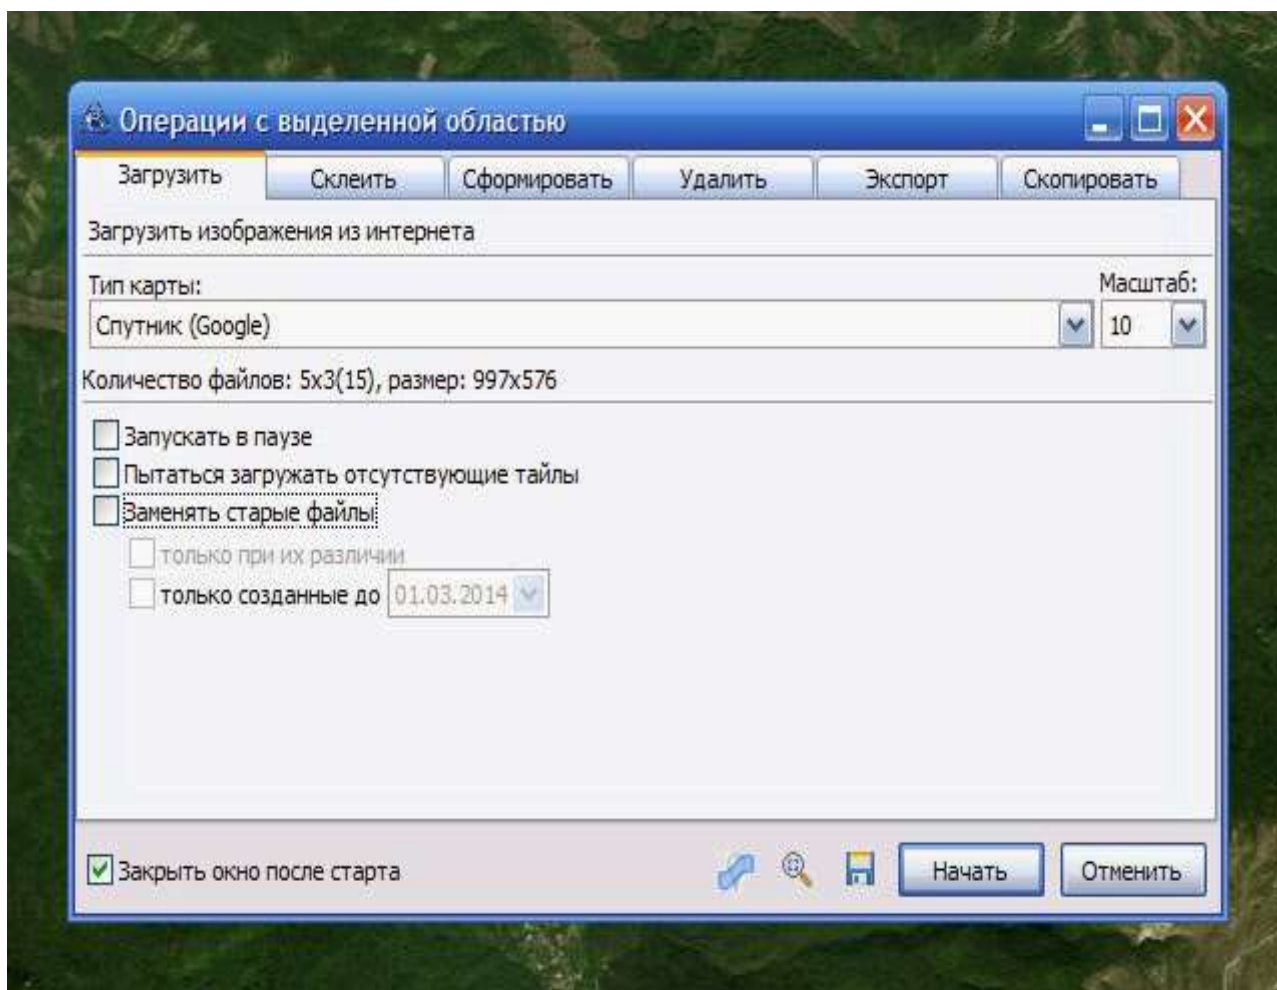 Операции с выделенной областью
Загрузить Склеить Сформировать Удалить Экспорт Скопировать
Загрузить изображения из интернета
Тип карты: Масштаб:
Спутник (Google) 10
Количество файлов: 5x3(15), размер: 997x576
Запускать в паузе
Пытаться загружать отсутствующие тайлы
Заменять старые файлы
только при их различии
только созданные до 01.03.2014
Закрыть окно после старта Начать Отменить